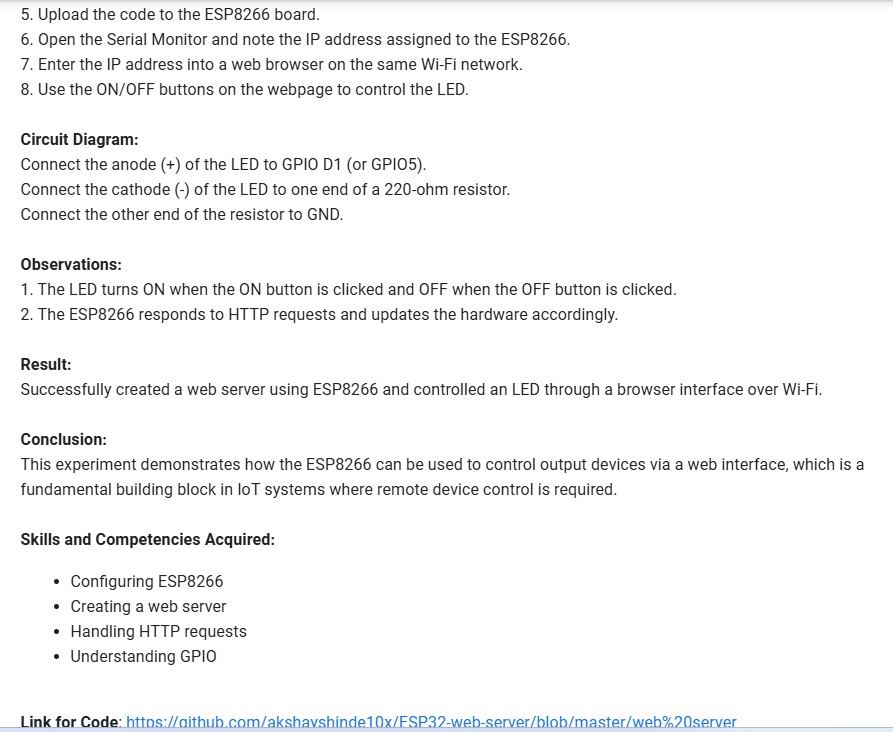 5. Upload the code to the ESP8266 board.
6. Open the Serial Monitor and note the IP address assigned to the ESP8266.
7. Enter the IP address into a web browser on the same Wi-Fi network.
8. Use the ON/OFF buttons on the webpage to control the LED.
Circuit Diagram:
Connect the anode (+) of the LED to GPIO D1 (or GPIO5).
Connect the cathode (-) of the LED to one end of a 220-ohm resistor.
Connect the other end of the resistor to GND.
Observations:
1. The LED turns ON when the ON button is clicked and OFF when the OFF button is clicked.
2. The ESP8266 responds to HTTP requests and updates the hardware accordingly.
Result:
Successfully created a web server using ESP8266 and controlled an LED through a browser interface over Wi-Fi.
Conclusion:
This experiment demonstrates how the ESP8266 can be used to control output devices via a web interface, which is a
fundamental building block in IoT systems where remote device control is required.
Skills and Competencies Acquired:
• Configuring ESP8266
• Creating a web server
• Handling HTTP requests
• Understanding GPIO
Link for Code: https://github.com/akshayshinde10x/ESP32-web-server/blob/master/web%20server